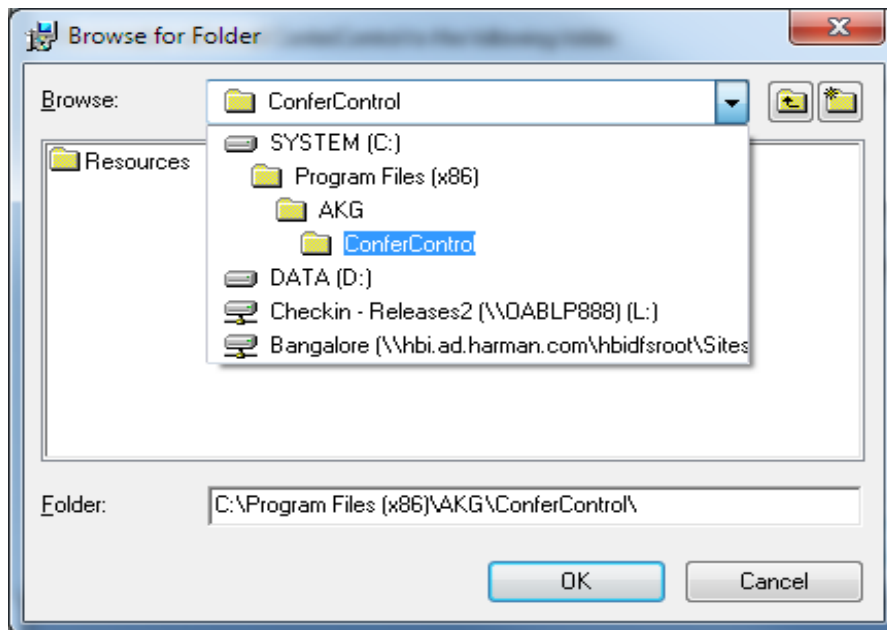 Browse for Folder
Browse: ConferControl
SYSTEM (C:)
Resources
Program Files (x86)
AKG
ConferControl
DATA (D:)
Checkin - Releases2 (\\OABLP888) (L:)
Bangalore (\\hbi.ad.harman.com\hbidfsroot\Sites
Folder: C:\Program Files (x86)\AKG\ConferControl\
OK Cancel